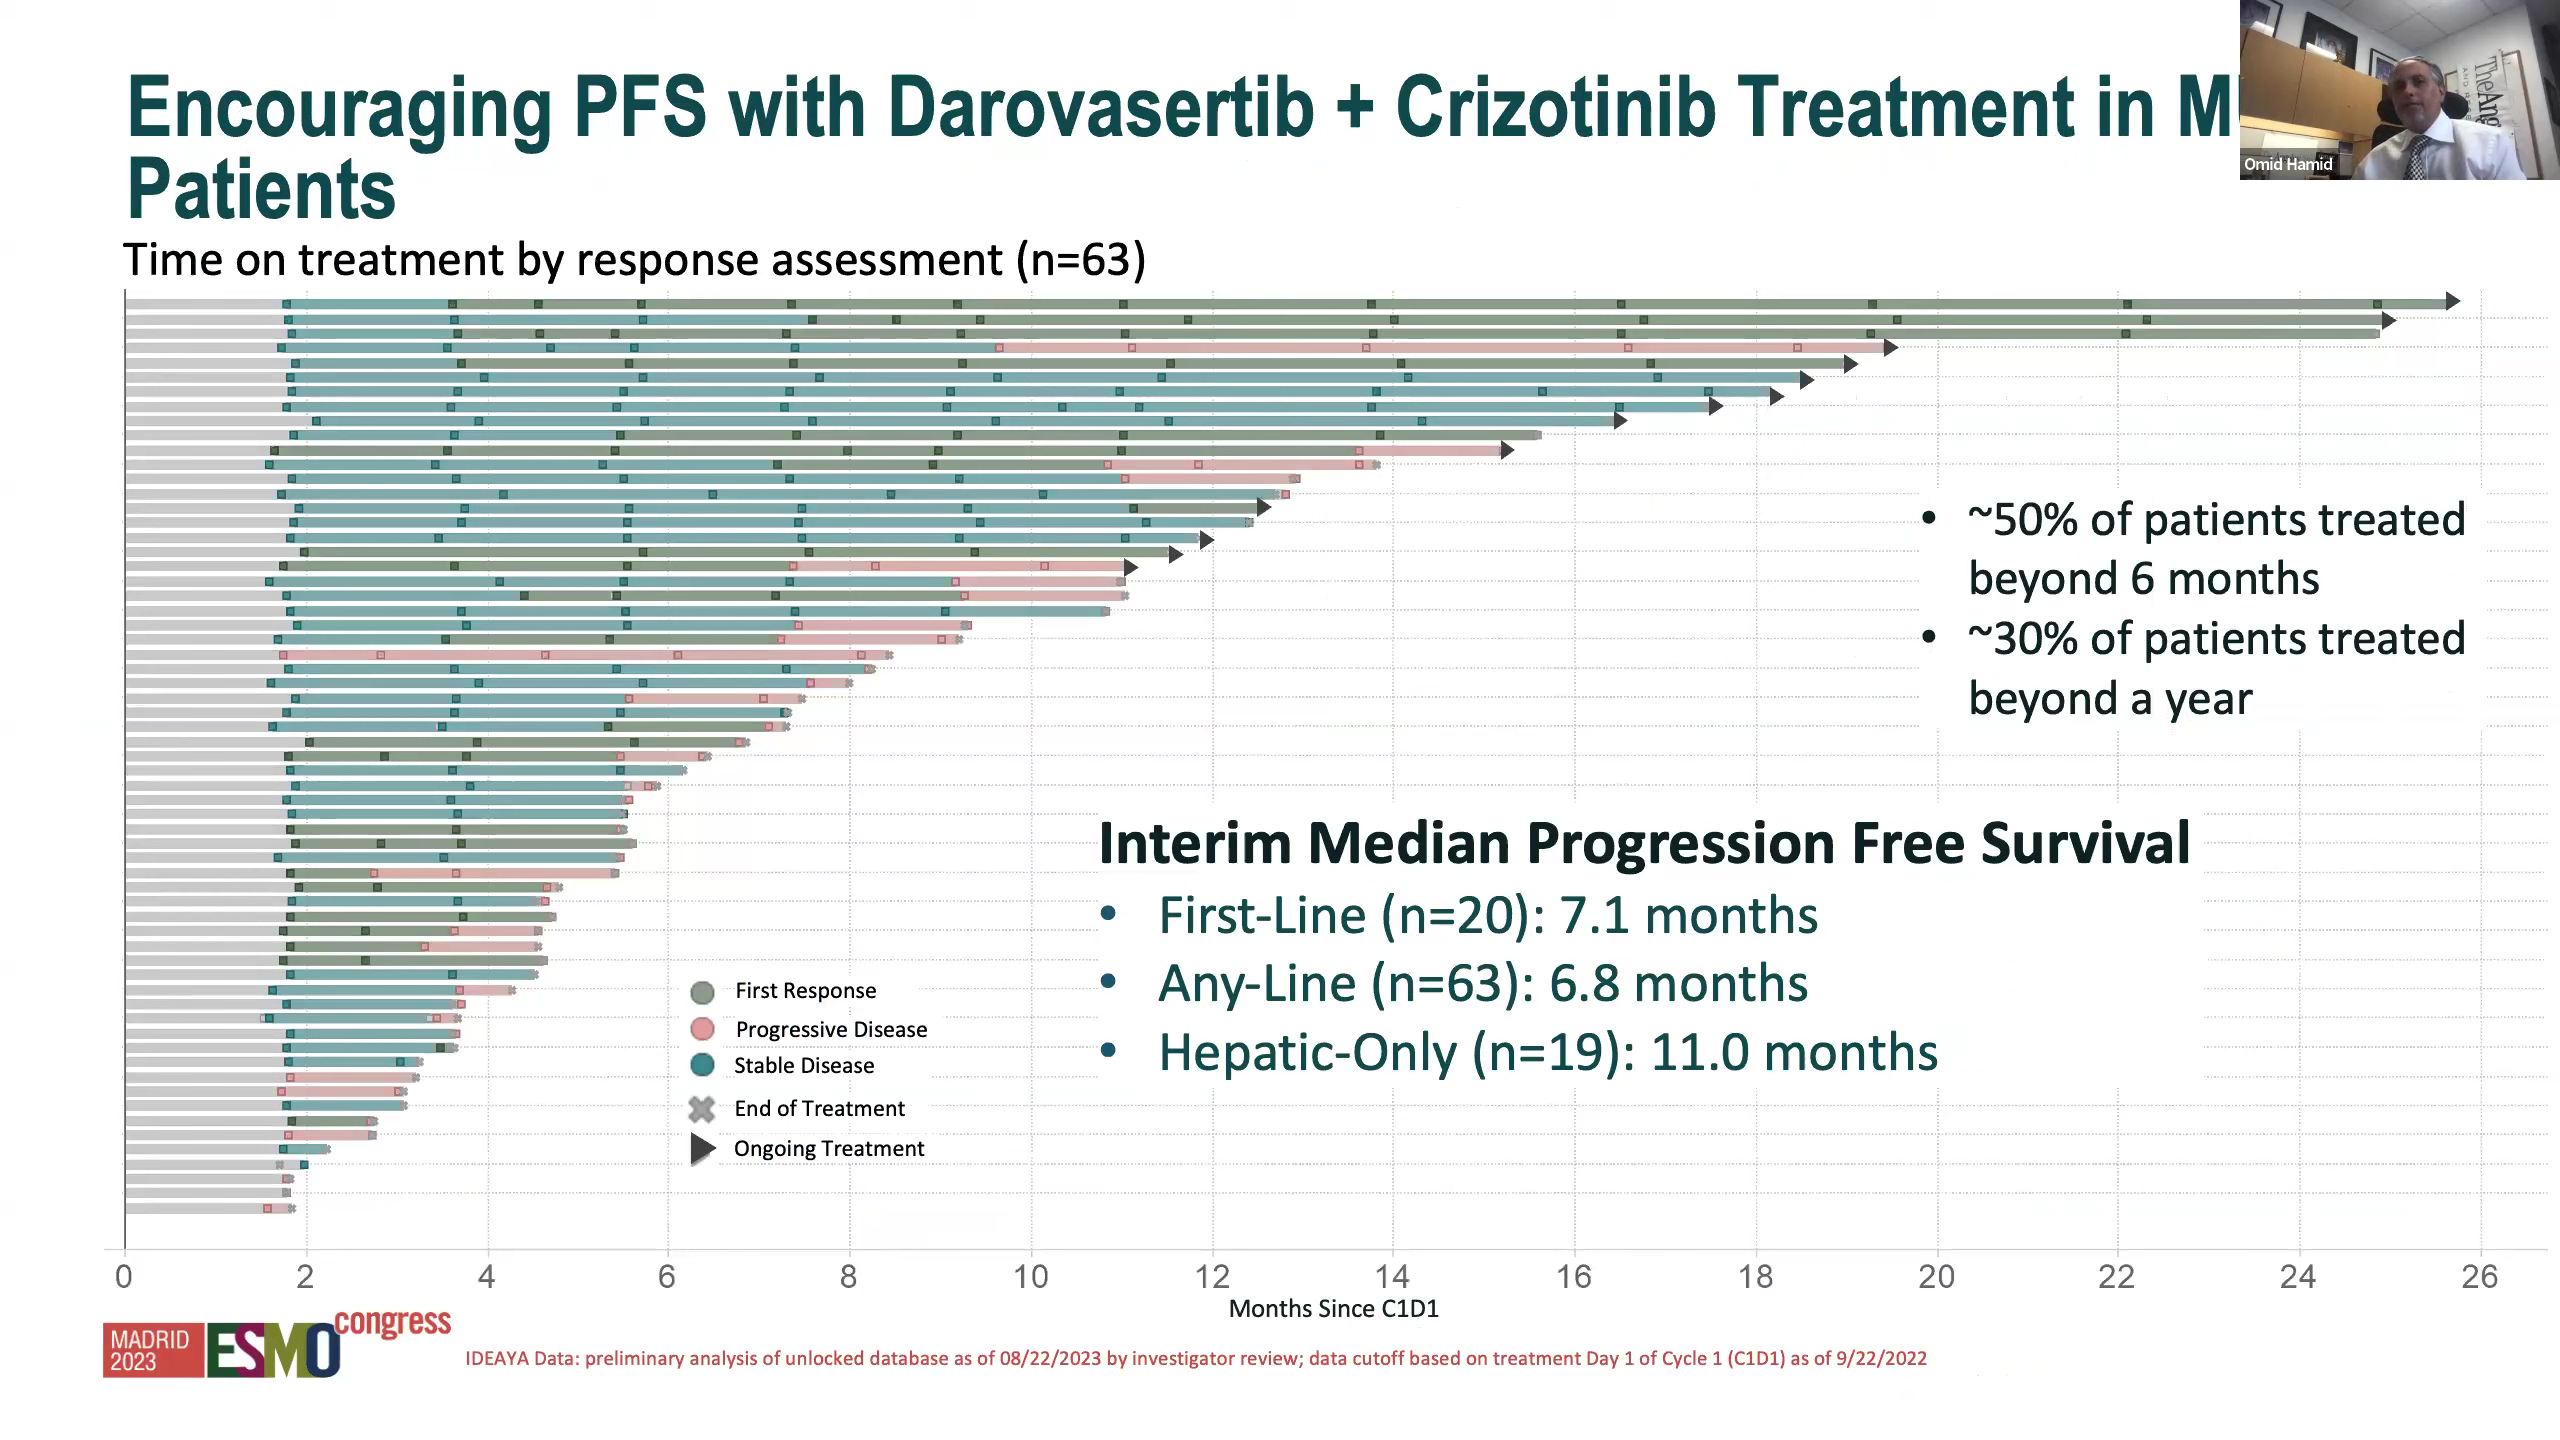 Encouraging PFS with Darovasertib + Crizotinib Treatment in M
Patients
Omid Hamid
Time on treatment by response assessment (n=63)
• ~50% of patients treated
beyond 6 months
• ~30% of patients treated
beyond a year
Interim Median Progression Free Survival
• First-Line (n=20): 7.1 months
• Any-Line (n=63): 6.8 months
• Hepatic-Only (n=19): 11.0 months
First Response
Progressive Disease
Stable Disease
End of Treatment
Ongoing Treatment
0 2 4 6 8 10 12 14 16 18 20 22 24 26
Months Since C1D1
MADRID
2023
ESMO congress
IDEAYA Data: preliminary analysis of unlocked database as of 08/22/2023 by investigator review; data cutoff based on treatment Day 1 of Cycle 1 (C1D1) as of 9/22/2022